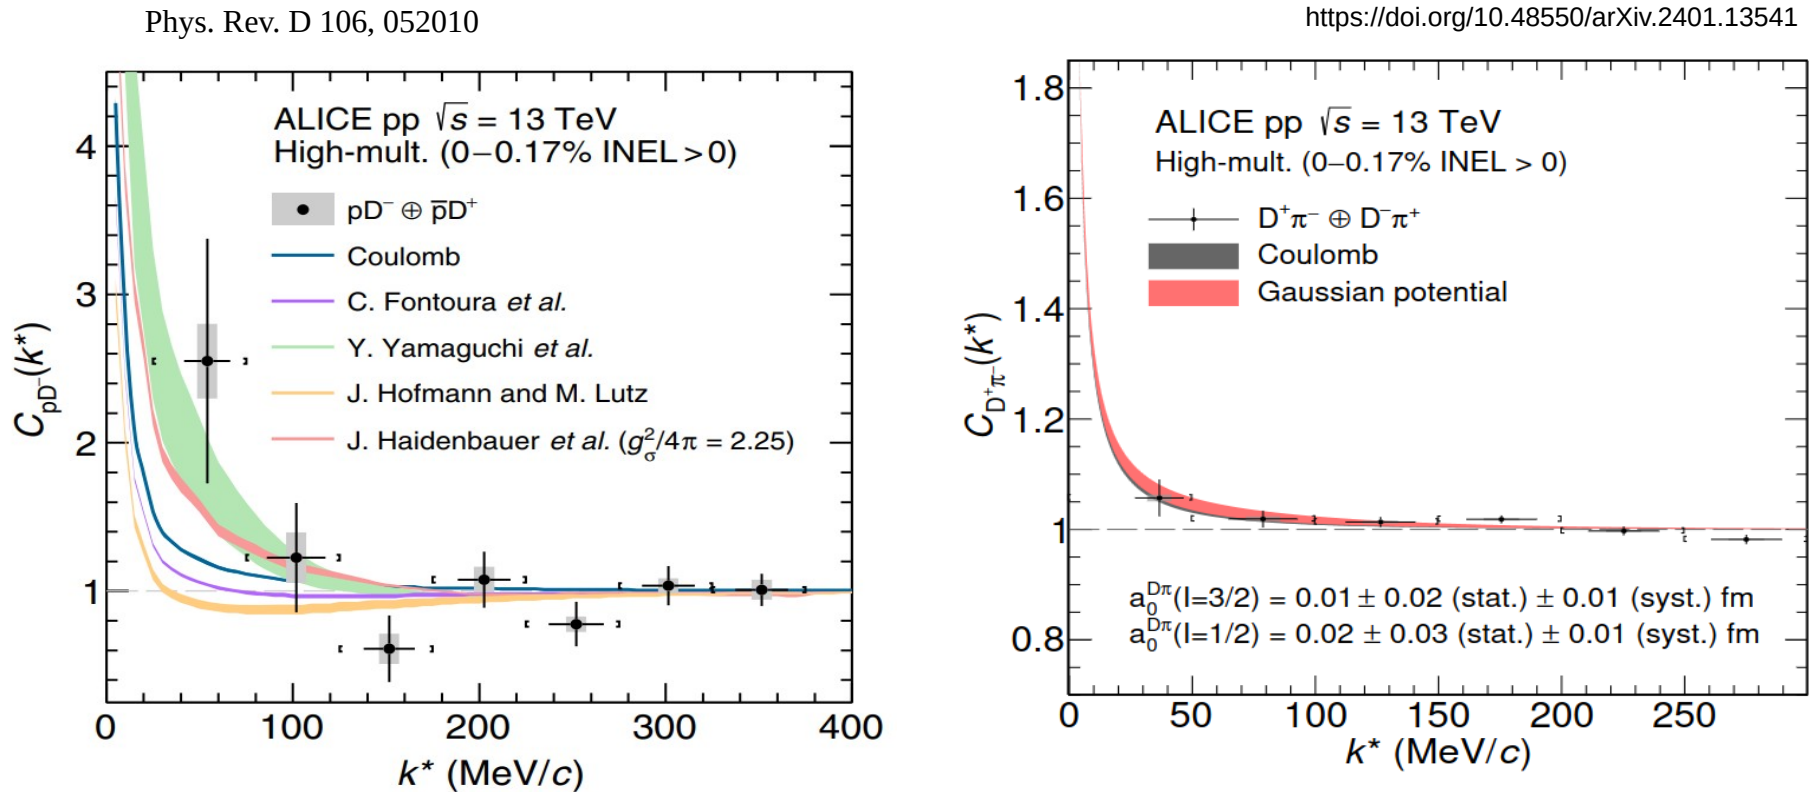 Phys. Rev. D 106, 052010
ALICE pp √s = 13 TeV
High-mult. (0–0.17% INEL > 0)
pD⁻ ⊕ p̅D⁺
Coulomb
C. Fontoura et al.
Y. Yamaguchi et al.
J. Hofmann and M. Lutz
J. Haidenbauer et al. (g²σ/4π = 2.25)
4
3
2
1
C_pD⁻(k*)
0 100 200 300 400
k* (MeV/c)
https://doi.org/10.48550/arXiv.2401.13541
ALICE pp √s = 13 TeV
High-mult. (0–0.17% INEL > 0)
D⁺π⁻ ⊕ D⁻π⁺
Coulomb
Gaussian potential
1.8
1.6
1.4
1.2
1
0.8
C_D⁺π⁻(k*)
a₀^Dπ(I=3/2) = 0.01 ± 0.02 (stat.) ± 0.01 (syst.) fm
a₀^Dπ(I=1/2) = 0.02 ± 0.03 (stat.) ± 0.01 (syst.) fm
0 50 100 150 200 250
k* (MeV/c)